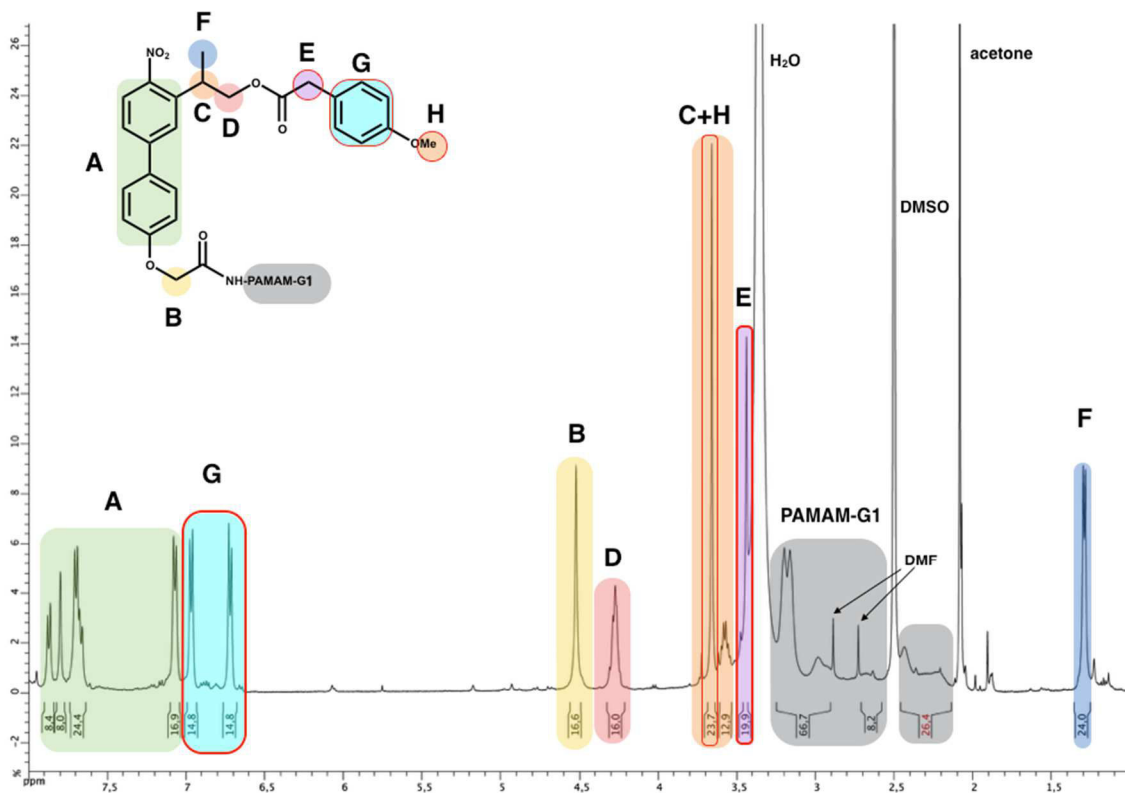 F
NO₂
E
G
O
H
C
D
O
OMe
A
O
O
NH-PAMAM-G1
B
H₂O
acetone
C+H
DMSO
E
B
F
G
A
D
PAMAM-G1
DMF
26
24
22
20
18
16
14
12
10
8
6
4
2
0
-2
%
8,4
8,0
24,4
16,9
14,8
14,8
16,6
16,0
23,7
12,9
19,9
66,7
8,2
26,4
24,0
ppm
7,5
7
6,5
6
5,5
5
4,5
4
3,5
3
2,5
2
1,5